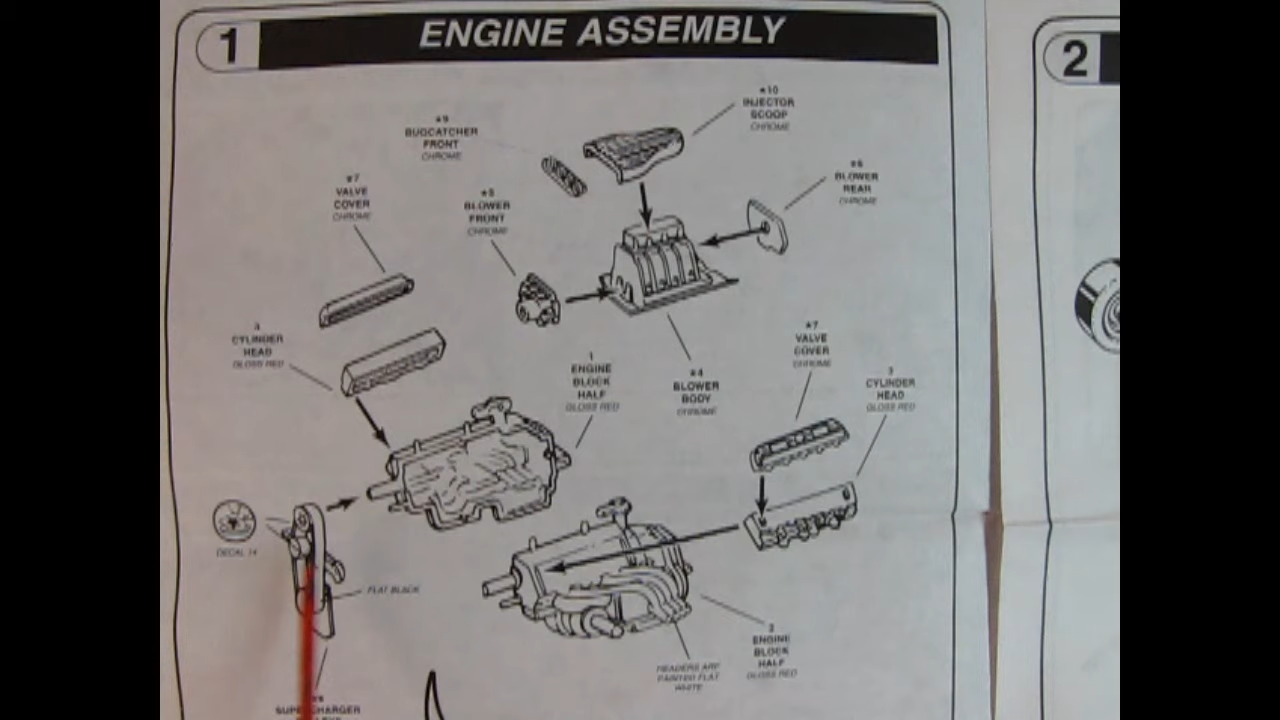 1
ENGINE ASSEMBLY
2
★10
INJECTOR
SCOOP
CHROME
★9
BUGCATCHER
FRONT
CHROME
★6
BLOWER
REAR
CHROME
★7
VALVE
COVER
CHROME
★5
BLOWER
FRONT
CHROME
CYLINDER
HEAD
GLOSS RED
1
ENGINE
BLOCK
HALF
GLOSS RED
★4
BLOWER
BODY
CHROME
★7
VALVE
COVER
CHROME
3
CYLINDER
HEAD
GLOSS RED
DECAL 14
FLAT BLACK
2
ENGINE
BLOCK
HALF
GLOSS RED
HEADERS ARE
PAINTED FLAT
WHITE